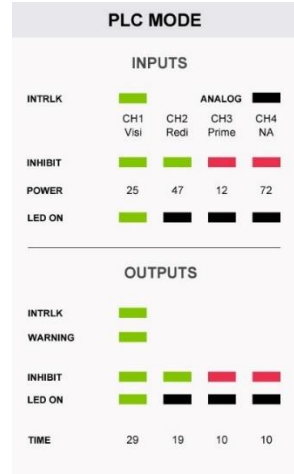 PLC MODE
INPUTS
INTRLK ANALOG
CH1 CH2 CH3 CH4
Visi Redi Prime NA
INHIBIT
POWER 25 47 12 72
LED ON
OUTPUTS
INTRLK
WARNING
INHIBIT
LED ON
TIME 29 19 10 10